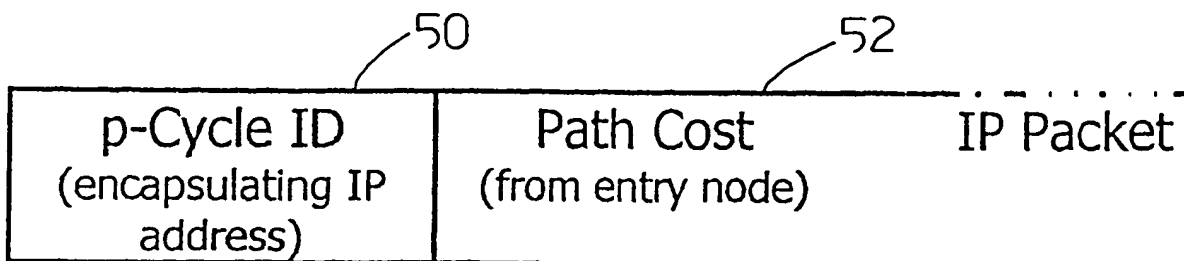 50
52
p-Cycle ID
(encapsulating IP
address)
Path Cost
(from entry node)
IP Packet